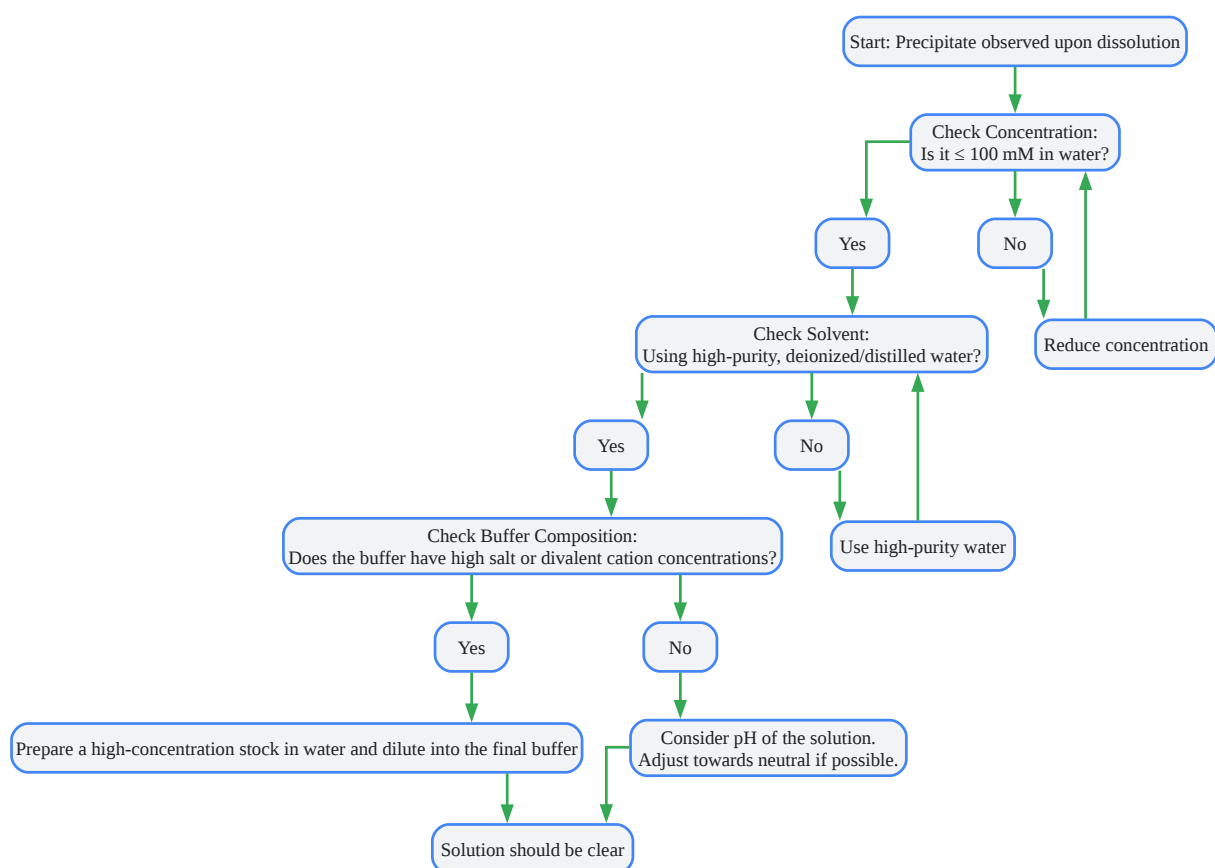 Start: Precipitate observed upon dissolution
Check Concentration:
Is it ≤ 100 mM in water?
Yes
No
Check Solvent:
Using high-purity, deionized/distilled water?
Reduce concentration
Yes
No
Check Buffer Composition:
Does the buffer have high salt or divalent cation concentrations?
Use high-purity water
Yes
No
Prepare a high-concentration stock in water and dilute into the final buffer
Consider pH of the solution.
Adjust towards neutral if possible.
Solution should be clear